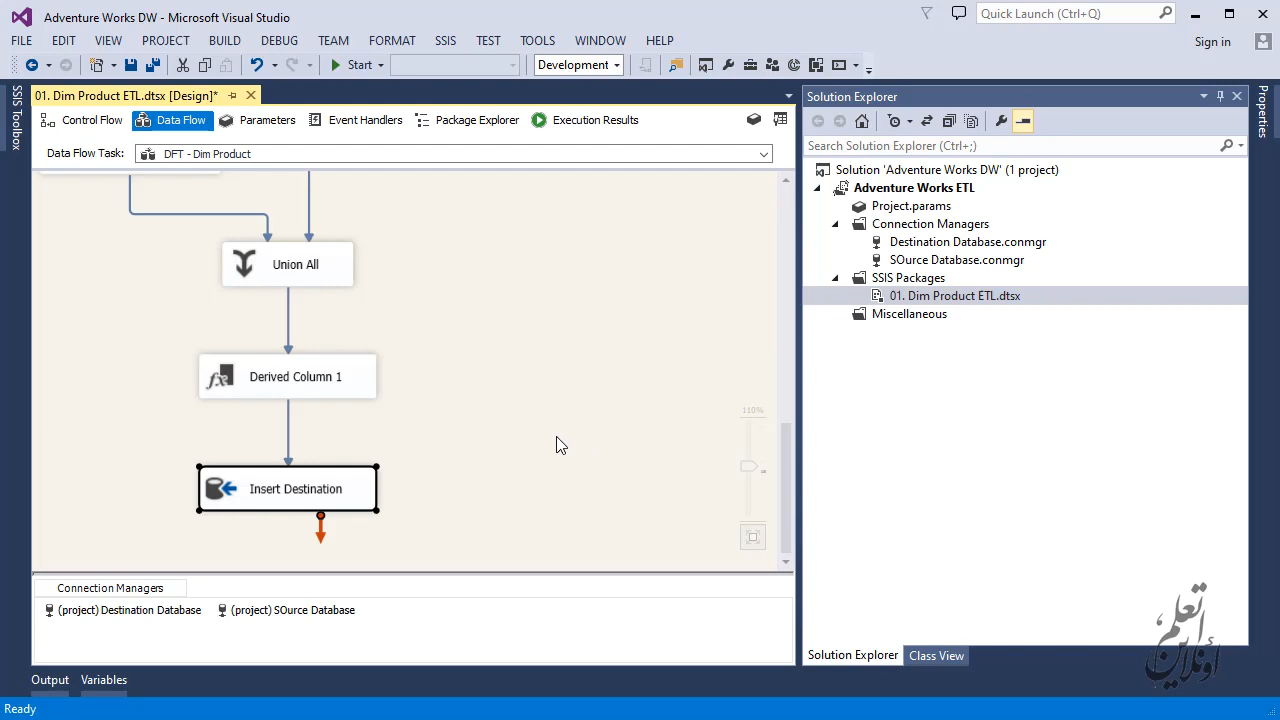 Adventure Works DW - Microsoft Visual Studio
Quick Launch (Ctrl+Q)
FILE EDIT VIEW PROJECT BUILD DEBUG TEAM FORMAT SSIS TEST TOOLS WINDOW HELP
Sign in
Start
Development
SSIS Toolbox
01. Dim Product ETL.dtsx [Design]*
Control Flow
Data Flow
Parameters
Event Handlers
Package Explorer
Execution Results
Data Flow Task:
DFT - Dim Product
Union All
Derived Column 1
Insert Destination
110%
Connection Managers
(project) Destination Database
(project) SOurce Database
Solution Explorer
Search Solution Explorer (Ctrl+;)
Solution 'Adventure Works DW' (1 project)
Adventure Works ETL
Project.params
Connection Managers
Destination Database.conmgr
SOurce Database.conmgr
SSIS Packages
01. Dim Product ETL.dtsx
Miscellaneous
Solution Explorer
Class View
Properties
Output
Variables
Ready
أتعلم
أونلاين